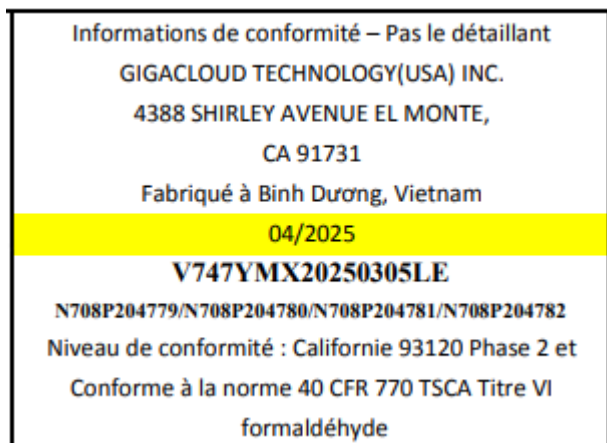 Informations de conformité – Pas le détaillant
GIGACLOUD TECHNOLOGY(USA) INC.
4388 SHIRLEY AVENUE EL MONTE,
CA 91731
Fabriqué à Binh Dương, Vietnam
04/2025
V747YMX20250305LE
N708P204779/N708P204780/N708P204781/N708P204782
Niveau de conformité : Californie 93120 Phase 2 et
Conforme à la norme 40 CFR 770 TSCA Titre VI
formaldéhyde